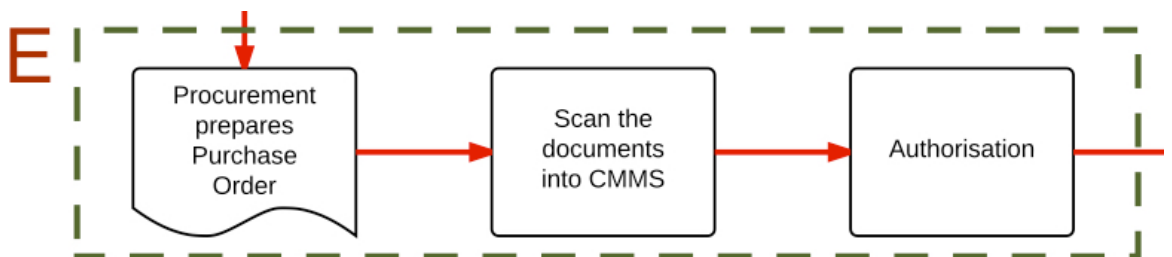 E
Procurement
prepares
Purchase
Order
Scan the
documents
into CMMS
Authorisation